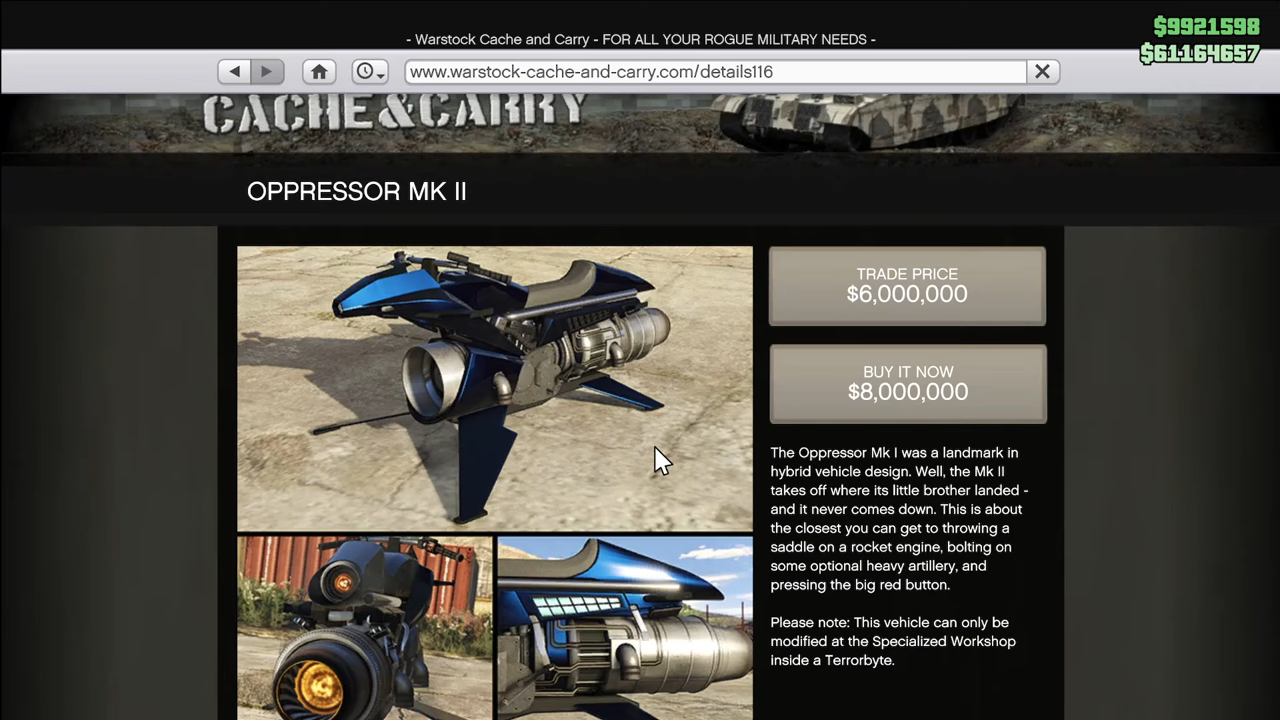 $9921598
- Warstock Cache and Carry - FOR ALL YOUR ROGUE MILITARY NEEDS -
$61164657
www.warstock-cache-and-carry.com/details116
CACHE&CARRY
OPPRESSOR MK II
TRADE PRICE
$6,000,000
BUY IT NOW
$8,000,000
The Oppressor Mk I was a landmark in
hybrid vehicle design. Well, the Mk II
takes off where its little brother landed -
and it never comes down. This is about
the closest you can get to throwing a
saddle on a rocket engine, bolting on
some optional heavy artillery, and
pressing the big red button.
Please note: This vehicle can only be
modified at the Specialized Workshop
inside a Terrorbyte.